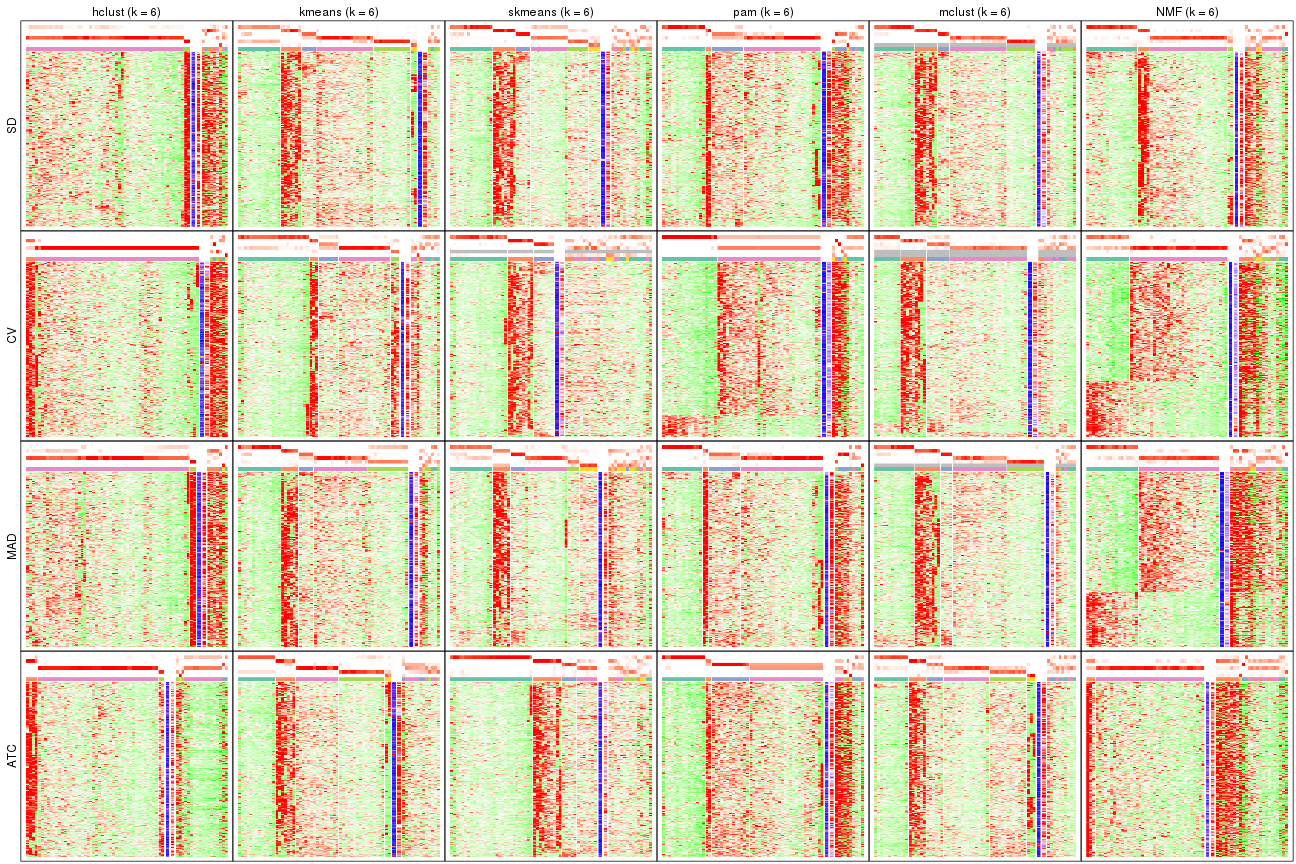 hclust (k = 6)
kmeans (k = 6)
skmeans (k = 6)
pam (k = 6)
mclust (k = 6)
NMF (k = 6)
SD
CV
MAD
ATC